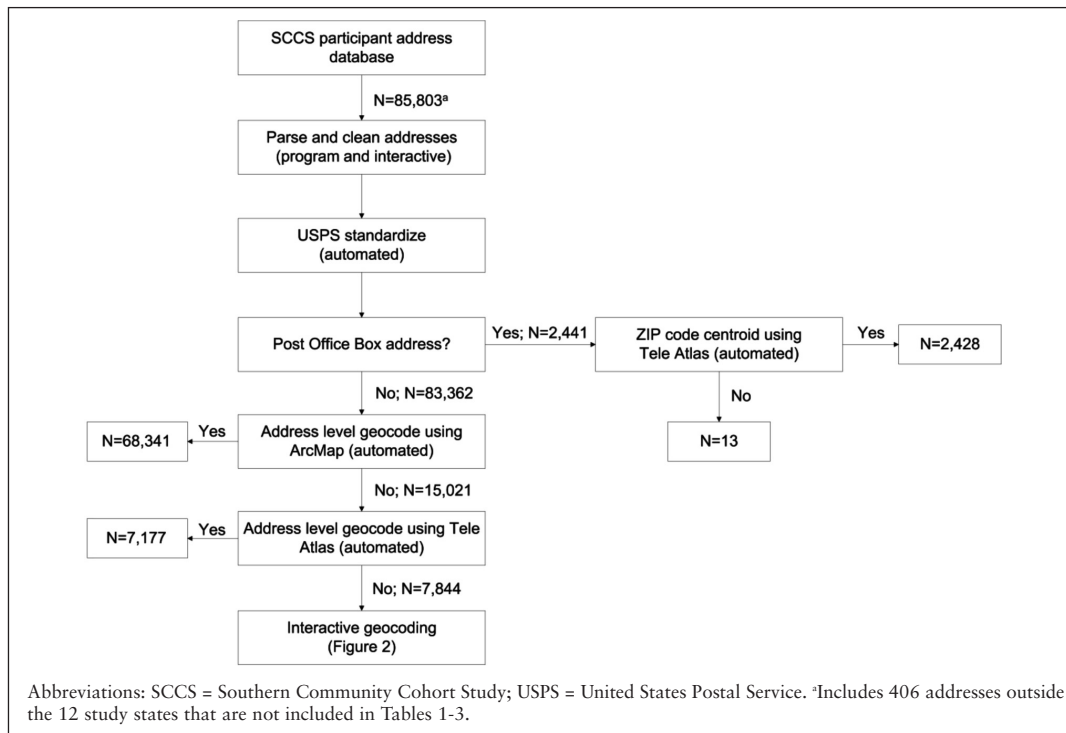 SCCS participant address
database
N=85,803ᵃ
Parse and clean addresses
(program and interactive)
USPS standardize
(automated)
Post Office Box address?
Yes; N=2,441
ZIP code centroid using
Tele Atlas (automated)
Yes
N=2,428
No
N=13
No; N=83,362
Address level geocode using
ArcMap (automated)
Yes
N=68,341
No; N=15,021
Address level geocode using Tele
Atlas (automated)
Yes
N=7,177
No; N=7,844
Interactive geocoding
(Figure 2)
Abbreviations: SCCS = Southern Community Cohort Study; USPS = United States Postal Service. ᵃIncludes 406 addresses outside
the 12 study states that are not included in Tables 1-3.